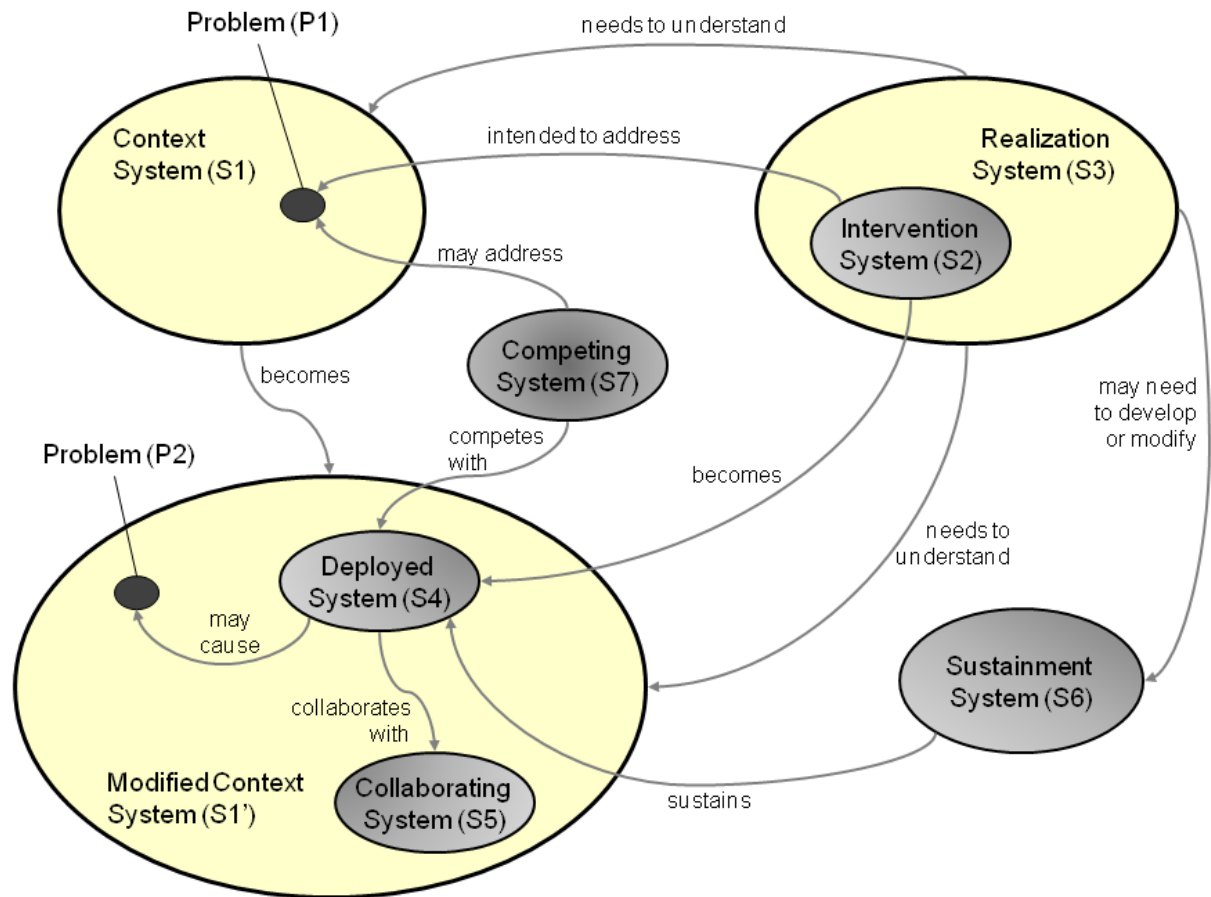 Problem (P1)
needs to understand
Context
System (S1)
intended to address
Realization
System (S3)
Intervention
System (S2)
may address
Competing
System (S7)
becomes
may need
to develop
or modify
competes
with
Problem (P2)
becomes
needs to
understand
Deployed
System (S4)
may
cause
Sustainment
System (S6)
collaborates
with
Modified Context
System (S1’)
Collaborating
System (S5)
sustains